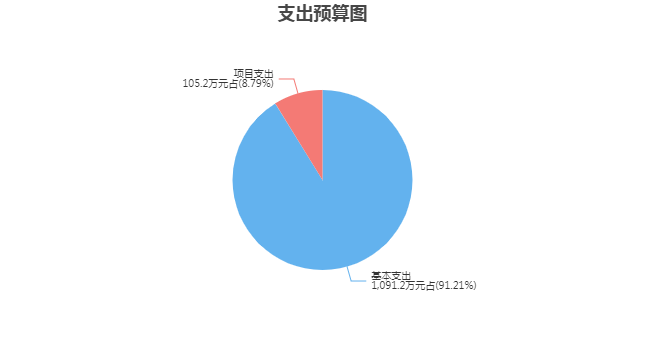 支出预算图
项目支出
105.2万元占(8.79%)
基本支出
1,091.2万元占(91.21%)